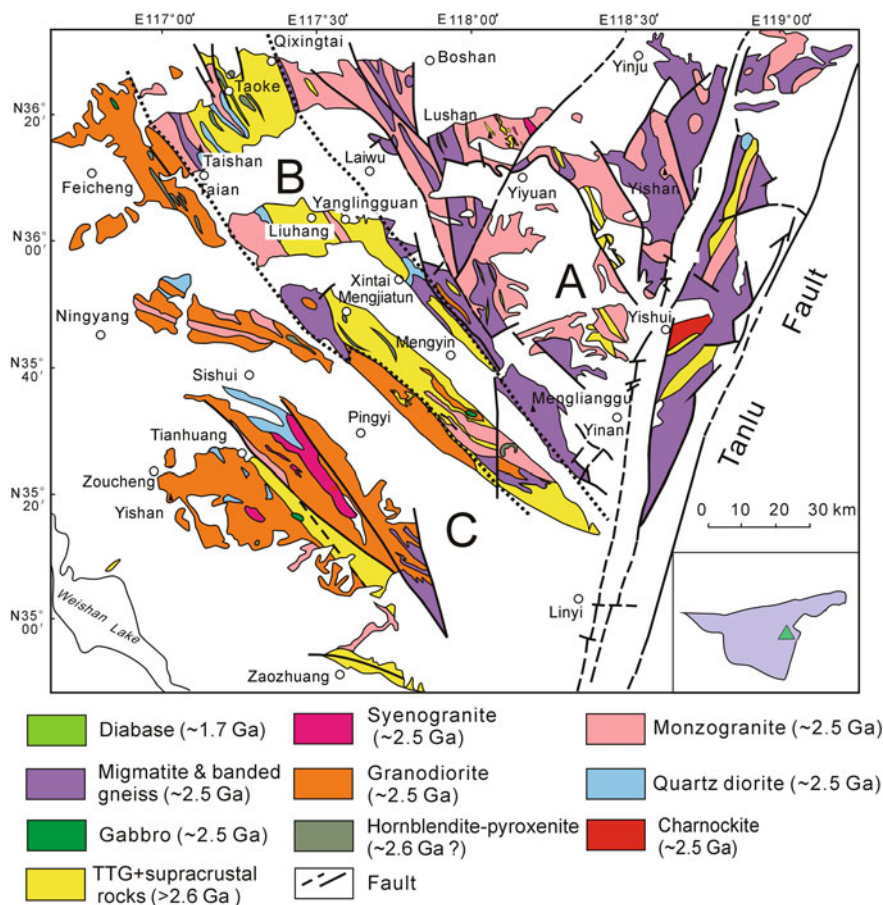 E117°00'
E117°30'
E118°00'
E118°30'
E119°00'
Qixingtai
Boshan
Yinju
Taoke
N36°
20'
Lushan
Taishan
Laiwu
Feicheng
Taian
B
Yiyuan
Yishan
Yanglingguan
Liuhang
N36°
00'
A
Xintai
Mengjiatun
Ningyang
Yishui
Fault
Mengyin
N35°
40'
Sishui
Menglianggu
Pingyi
Yinan
Tanlu
Tianhuang
Zoucheng
N35°
20'
Yishan
C
0 20 30 km
Linyi
N35°
00'
Weishan Lake
Zaozhuang
Diabase (~1.7 Ga)
Syenogranite
(~2.5 Ga)
Monzogranite (~2.5 Ga)
Migmatite & banded
gneiss (~2.5 Ga)
Granodiorite
(~2.5 Ga)
Quartz diorite (~2.5 Ga)
Gabbro (~2.5 Ga)
Hornblendite-pyroxenite
(~2.6 Ga ?)
Charnockite
(~2.5 Ga)
TTG+supracrustal
rocks (>2.6 Ga )
Fault